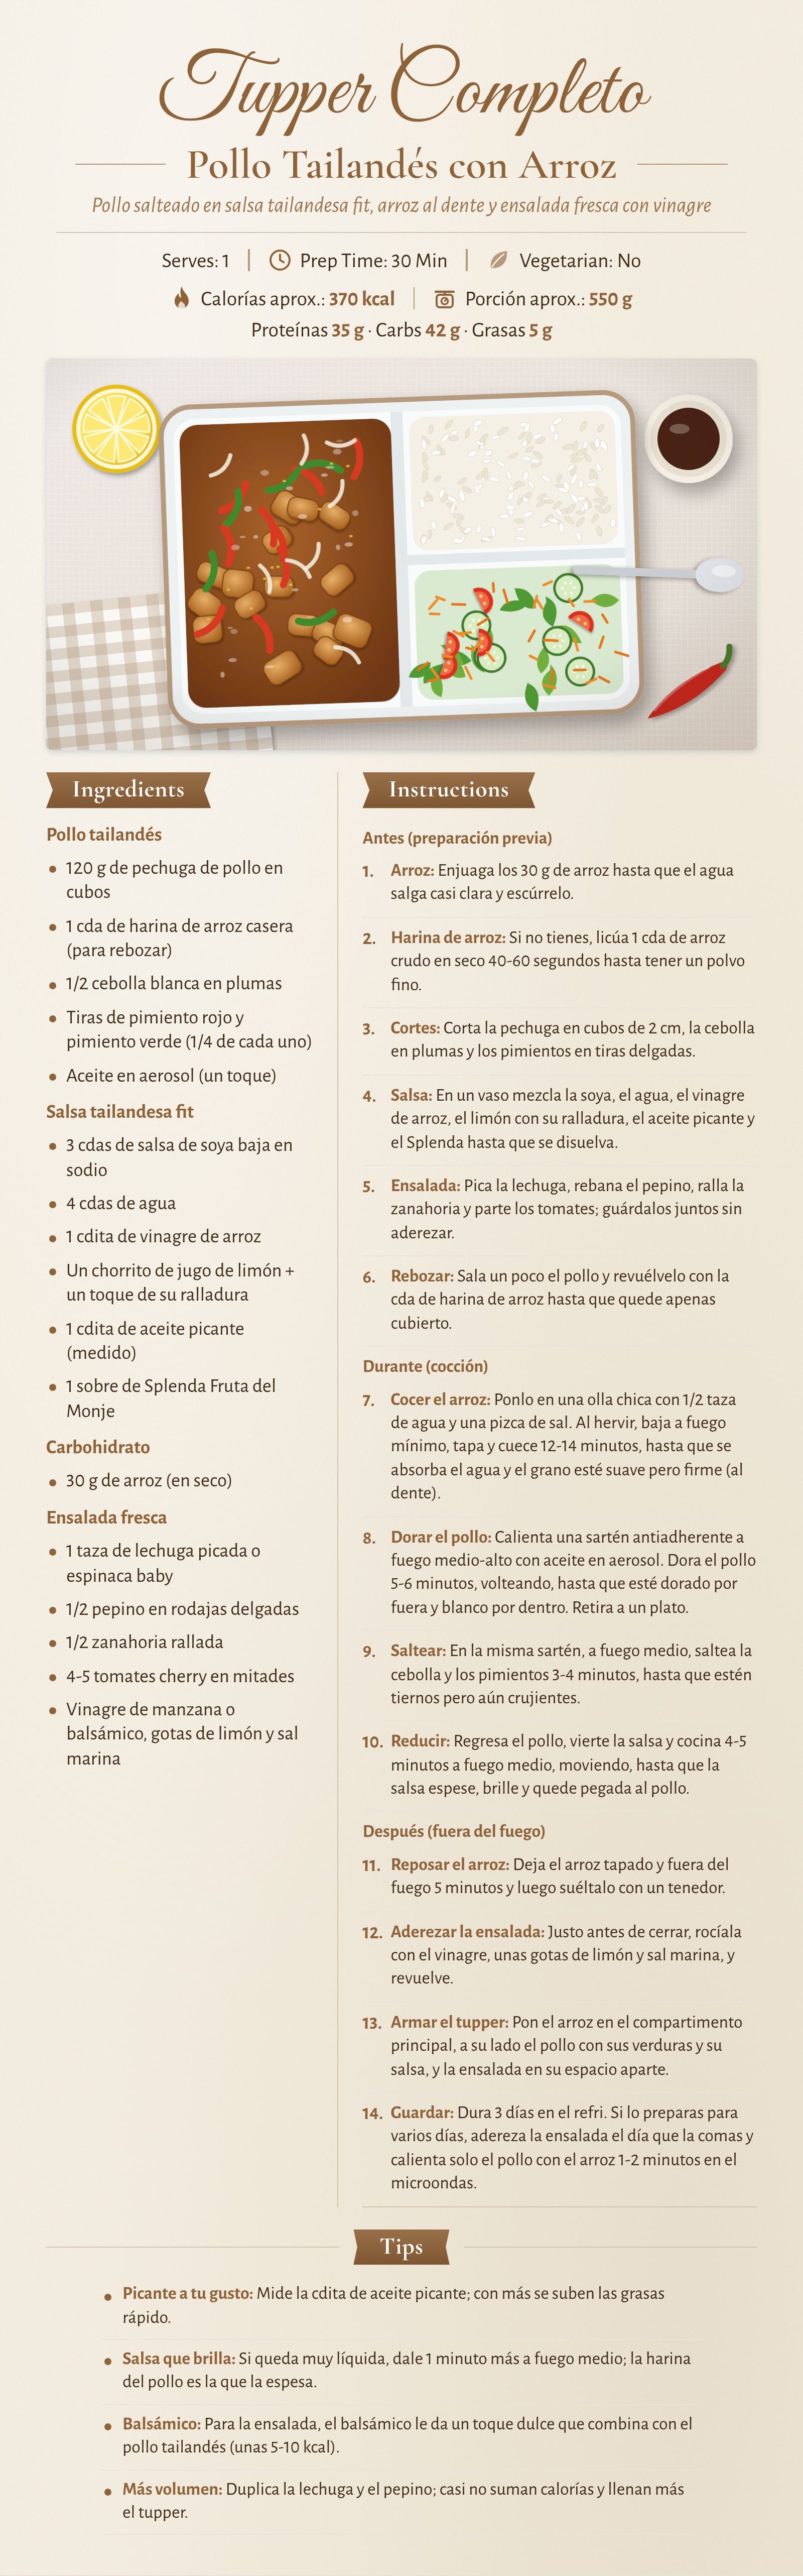 Tupper Completo
Pollo Tailandés con Arroz
Pollo salteado en salsa tailandesa fit, arroz al dente y ensalada fresca con vinagre
Serves: 1 | Prep Time: 30 Min | Vegetarian: No
Calorías aprox.: 370 kcal | Porción aprox.: 550 g
Proteínas 35 g · Carbs 42 g · Grasas 5 g
Ingredients
Pollo tailandés
• 120 g de pechuga de pollo en
cubos
• 1 cda de harina de arroz casera
(para rebozar)
• 1/2 cebolla blanca en plumas
• Tiras de pimiento rojo y
pimiento verde (1/4 de cada uno)
• Aceite en aerosol (un toque)
Salsa tailandesa fit
• 3 cdas de salsa de soya baja en
sodio
• 4 cdas de agua
• 1 cdita de vinagre de arroz
• Un chorrito de jugo de limón +
un toque de su ralladura
• 1 cdita de aceite picante
(medido)
• 1 sobre de Splenda Fruta del
Monje
Carbohidrato
• 30 g de arroz (en seco)
Ensalada fresca
• 1 taza de lechuga picada o
espinaca baby
• 1/2 pepino en rodajas delgadas
• 1/2 zanahoria rallada
• 4-5 tomates cherry en mitades
• Vinagre de manzana o
balsámico, gotas de limón y sal
marina
Instructions
Antes (preparación previa)
1. Arroz: Enjuaga los 30 g de arroz hasta que el agua
salga casi clara y escúrrelo.
2. Harina de arroz: Si no tienes, licúa 1 cda de arroz
crudo en seco 40-60 segundos hasta tener un polvo
fino.
3. Cortes: Corta la pechuga en cubos de 2 cm, la cebolla
en plumas y los pimientos en tiras delgadas.
4. Salsa: En un vaso mezcla la soya, el agua, el vinagre
de arroz, el limón con su ralladura, el aceite picante y
el Splenda hasta que se disuelva.
5. Ensalada: Pica la lechuga, rebana el pepino, ralla la
zanahoria y parte los tomates; guárdalos juntos sin
aderezar.
6. Rebozar: Sala un poco el pollo y revuélvelo con la
cda de harina de arroz hasta que quede apenas
cubierto.
Durante (cocción)
7. Cocer el arroz: Ponlo en una olla chica con 1/2 taza
de agua y una pizca de sal. Al hervir, baja a fuego
mínimo, tapa y cuece 12-14 minutos, hasta que se
absorba el agua y el grano esté suave pero firme (al
dente).
8. Dorar el pollo: Calienta una sartén antiadherente a
fuego medio-alto con aceite en aerosol. Dora el pollo
5-6 minutos, volteando, hasta que esté dorado por
fuera y blanco por dentro. Retira a un plato.
9. Saltear: En la misma sartén, a fuego medio, saltea la
cebolla y los pimientos 3-4 minutos, hasta que estén
tiernos pero aún crujientes.
10. Reducir: Regresa el pollo, vierte la salsa y cocina 4-5
minutos a fuego medio, moviendo, hasta que la
salsa espese, brille y quede pegada al pollo.
Después (fuera del fuego)
11. Reposar el arroz: Deja el arroz tapado y fuera del
fuego 5 minutos y luego suéltalo con un tenedor.
12. Aderezar la ensalada: Justo antes de cerrar, rocíala
con el vinagre, unas gotas de limón y sal marina, y
revuelve.
13. Armar el tupper: Pon el arroz en el compartimento
principal, a su lado el pollo con sus verduras y su
salsa, y la ensalada en su espacio aparte.
14. Guardar: Dura 3 días en el refri. Si lo preparas para
varios días, adereza la ensalada el día que la comas y
calienta solo el pollo con el arroz 1-2 minutos en el
microondas.
Tips
• Picante a tu gusto: Mide la cdita de aceite picante; con más se suben las grasas
rápido.
• Salsa que brilla: Si queda muy líquida, dale 1 minuto más a fuego medio; la harina
del pollo es la que la espesa.
• Balsámico: Para la ensalada, el balsámico le da un toque dulce que combina con el
pollo tailandés (unas 5-10 kcal).
• Más volumen: Duplica la lechuga y el pepino; casi no suman calorías y llenan más
el tupper.